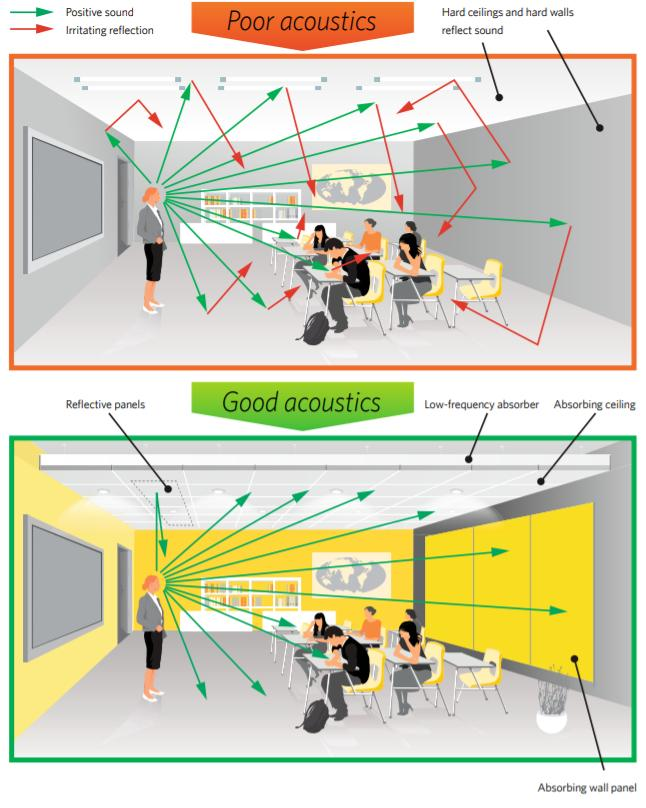 Positive sound
Irritating reflection
Poor acoustics
Hard ceilings and hard walls
reflect sound
Good acoustics
Reflective panels
Low-frequency absorber
Absorbing ceiling
Absorbing wall panel